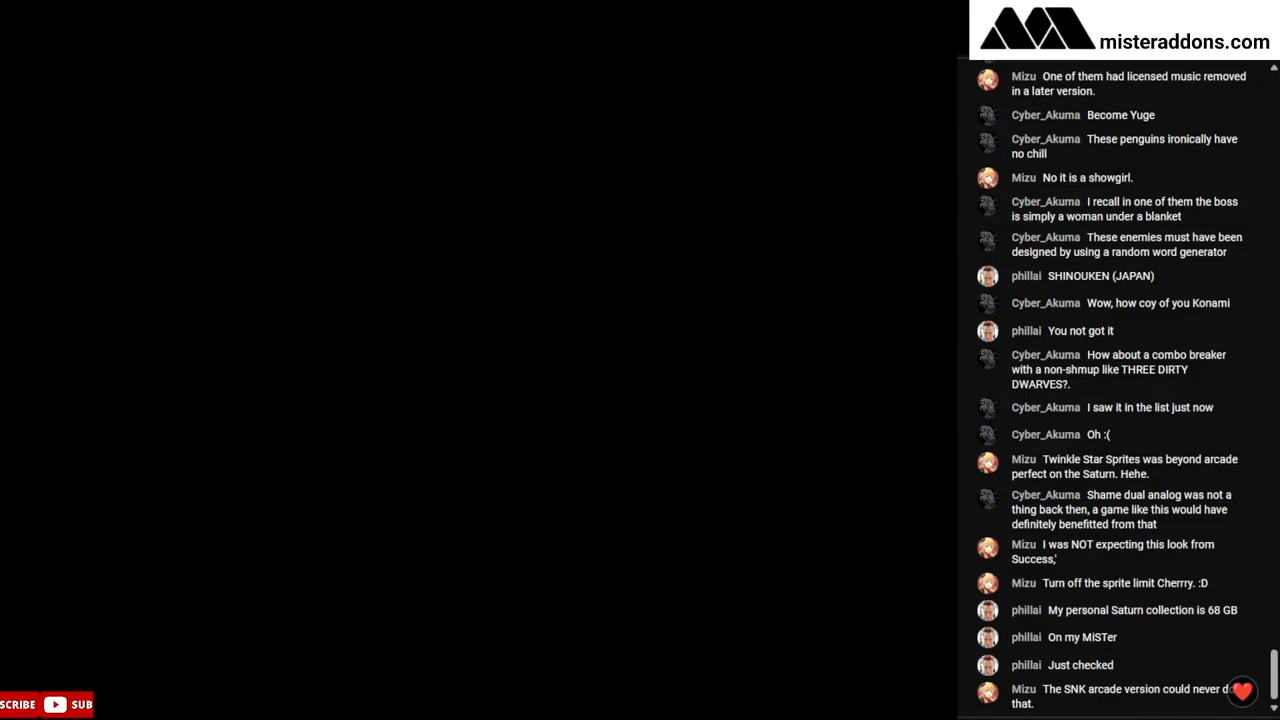 misteraddons.com
Mizu One of them had licensed music removed
in a later version.
Cyber_Akuma Become Yuge
Cyber_Akuma These penguins ironically have
no chill
Mizu No it is a showgirl.
Cyber_Akuma I recall in one of them the boss
is simply a woman under a blanket
Cyber_Akuma These enemies must have been
designed by using a random word generator
phillai SHINOUKEN (JAPAN)
Cyber_Akuma Wow, how coy of you Konami
phillai You not got it
Cyber_Akuma How about a combo breaker
with a non-shmup like THREE DIRTY
DWARVES?.
Cyber_Akuma I saw it in the list just now
Cyber_Akuma Oh :(
Mizu Twinkle Star Sprites was beyond arcade
perfect on the Saturn. Hehe.
Cyber_Akuma Shame dual analog was not a
thing back then, a game like this would have
definitely benefitted from that
Mizu I was NOT expecting this look from
Success,'
Mizu Turn off the sprite limit Cherrry. :D
phillai My personal Saturn collection is 68 GB
phillai On my MISTer
phillai Just checked
Mizu The SNK arcade version could never
that.
SCRIBE SUB